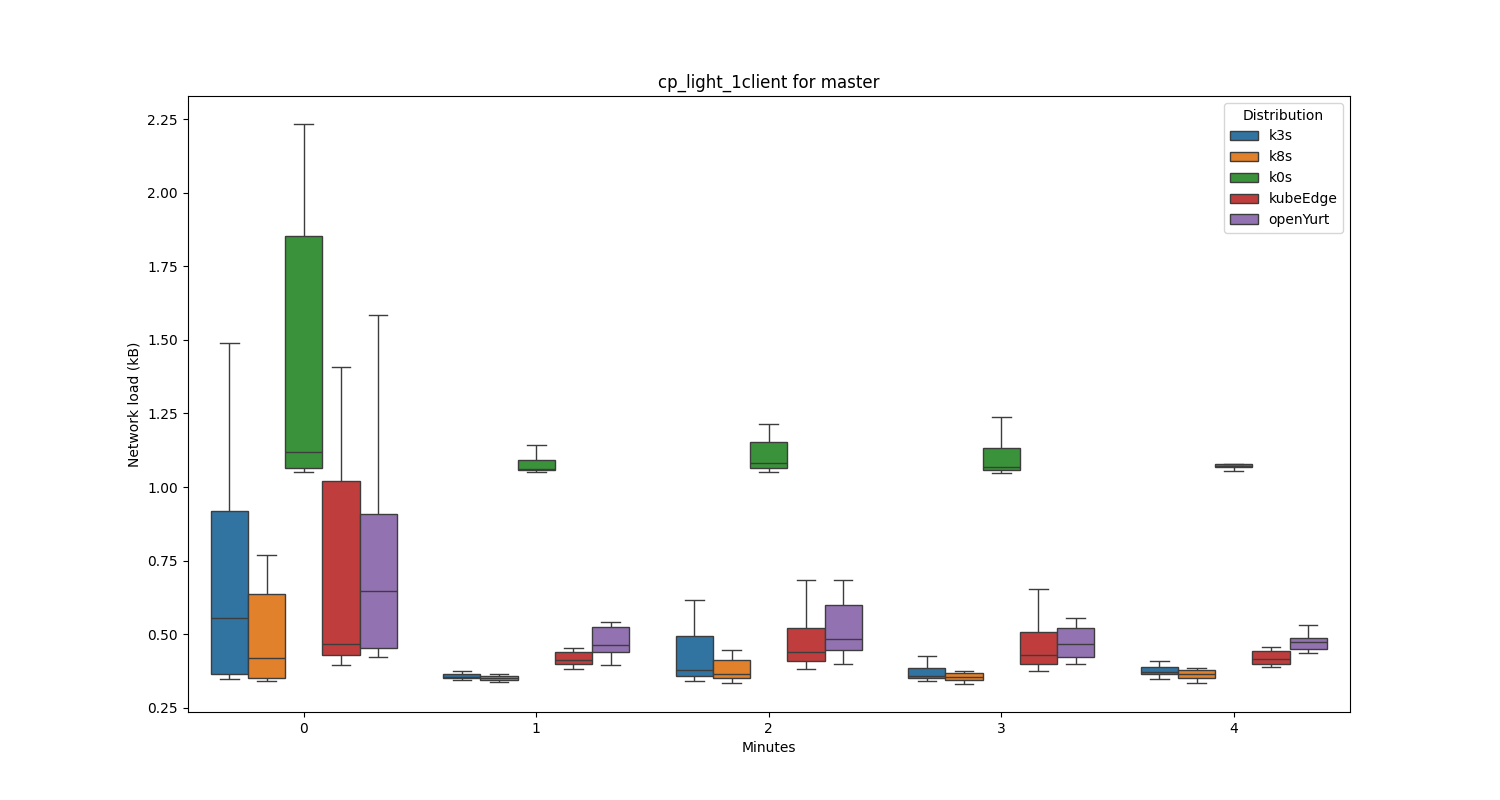 cp_light_1client for master
Network load (kB)
2.25
2.00
1.75
1.50
1.25
1.00
0.75
0.50
0.25
0 1 2 3 4
Minutes
Distribution
k3s
k8s
k0s
kubeEdge
openYurt